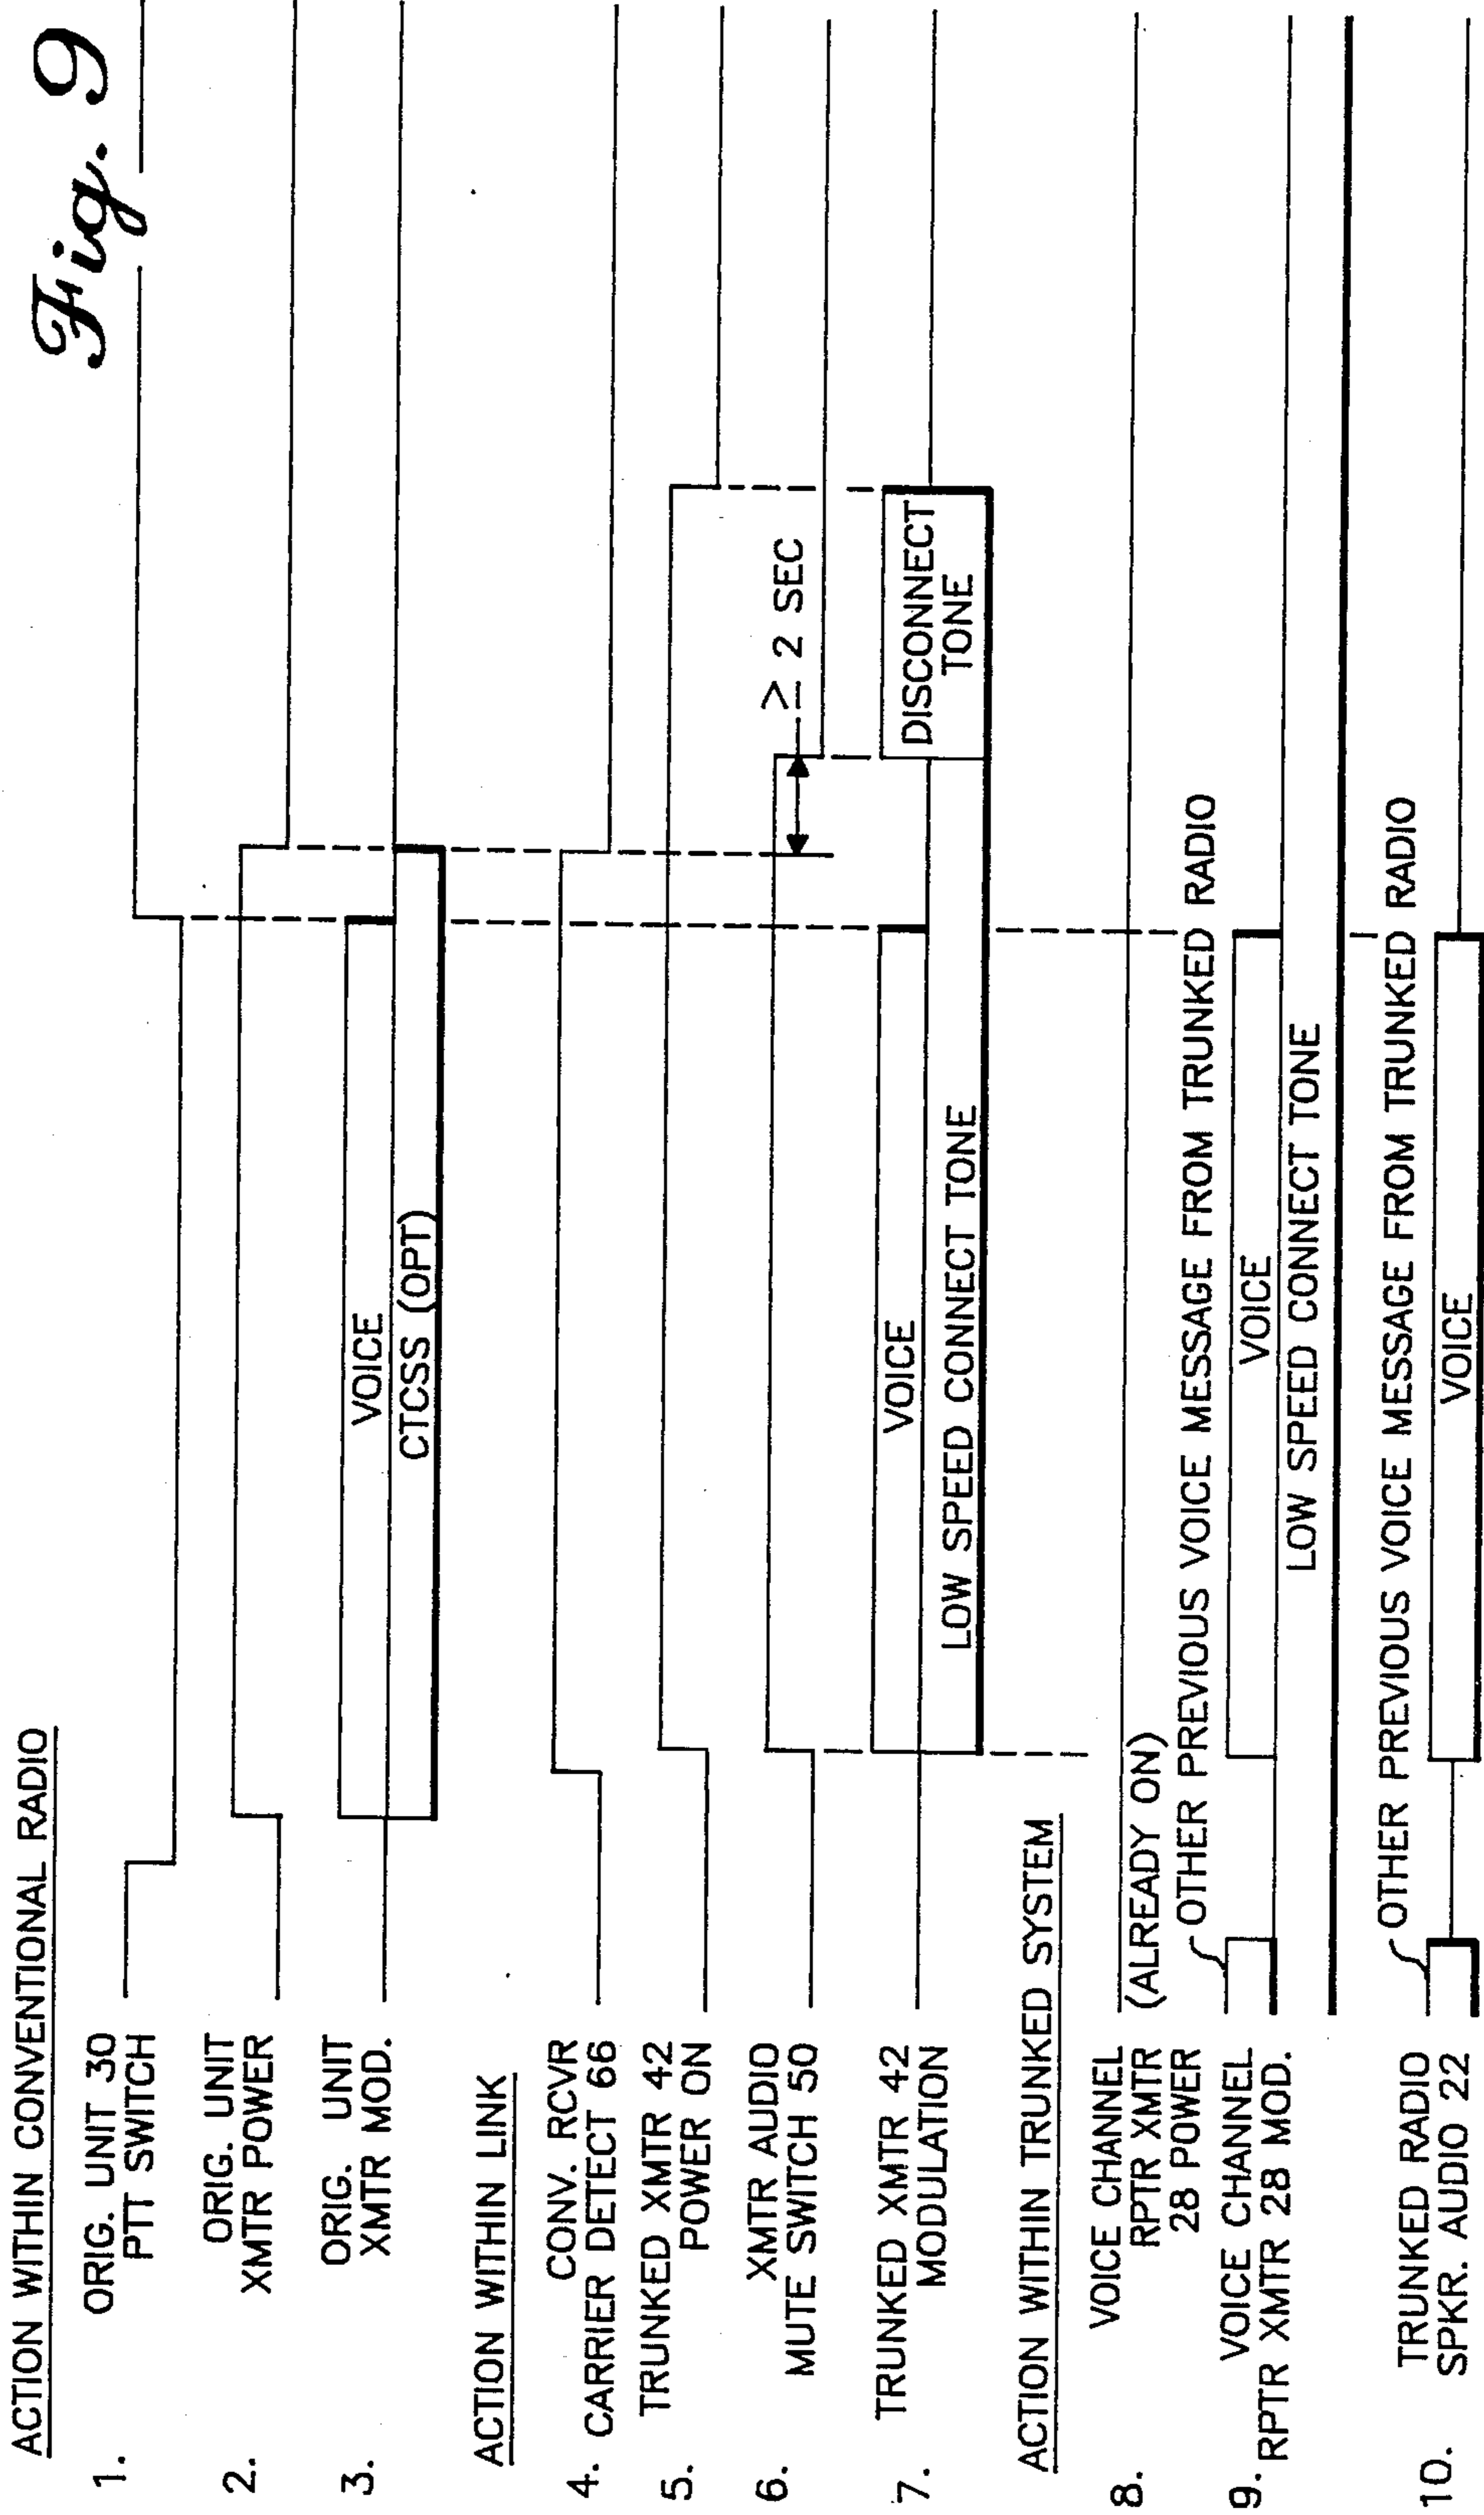 Fig. 9
ACTION WITHIN CONVENTIONAL RADIO
1. ORIG. UNIT 30
PTT SWITCH
2. ORIG. UNIT
XMTR POWER
3. ORIG. UNIT
XMTR MOD.
VOICE
CTCSS (OPT)
ACTION WITHIN LINK
4. CONV. RCVR
CARRIER DETECT 66
5. TRUNKED XMTR 42
POWER ON
6. XMTR AUDIO
MUTE SWITCH 50
> 2 SEC
7. TRUNKED XMTR 42
MODULATION
VOICE
LOW SPEED CONNECT TONE
DISCONNECT
TONE
ACTION WITHIN TRUNKED SYSTEM
8. VOICE CHANNEL
RPTR XMTR
28 POWER
(ALREADY ON)
9. VOICE CHANNEL
RPTR XMTR 28 MOD.
OTHER PREVIOUS VOICE MESSAGE FROM TRUNKED RADIO
VOICE
LOW SPEED CONNECT TONE
10. TRUNKED RADIO
SPKR. AUDIO 22
OTHER PREVIOUS VOICE MESSAGE FROM TRUNKED RADIO
VOICE